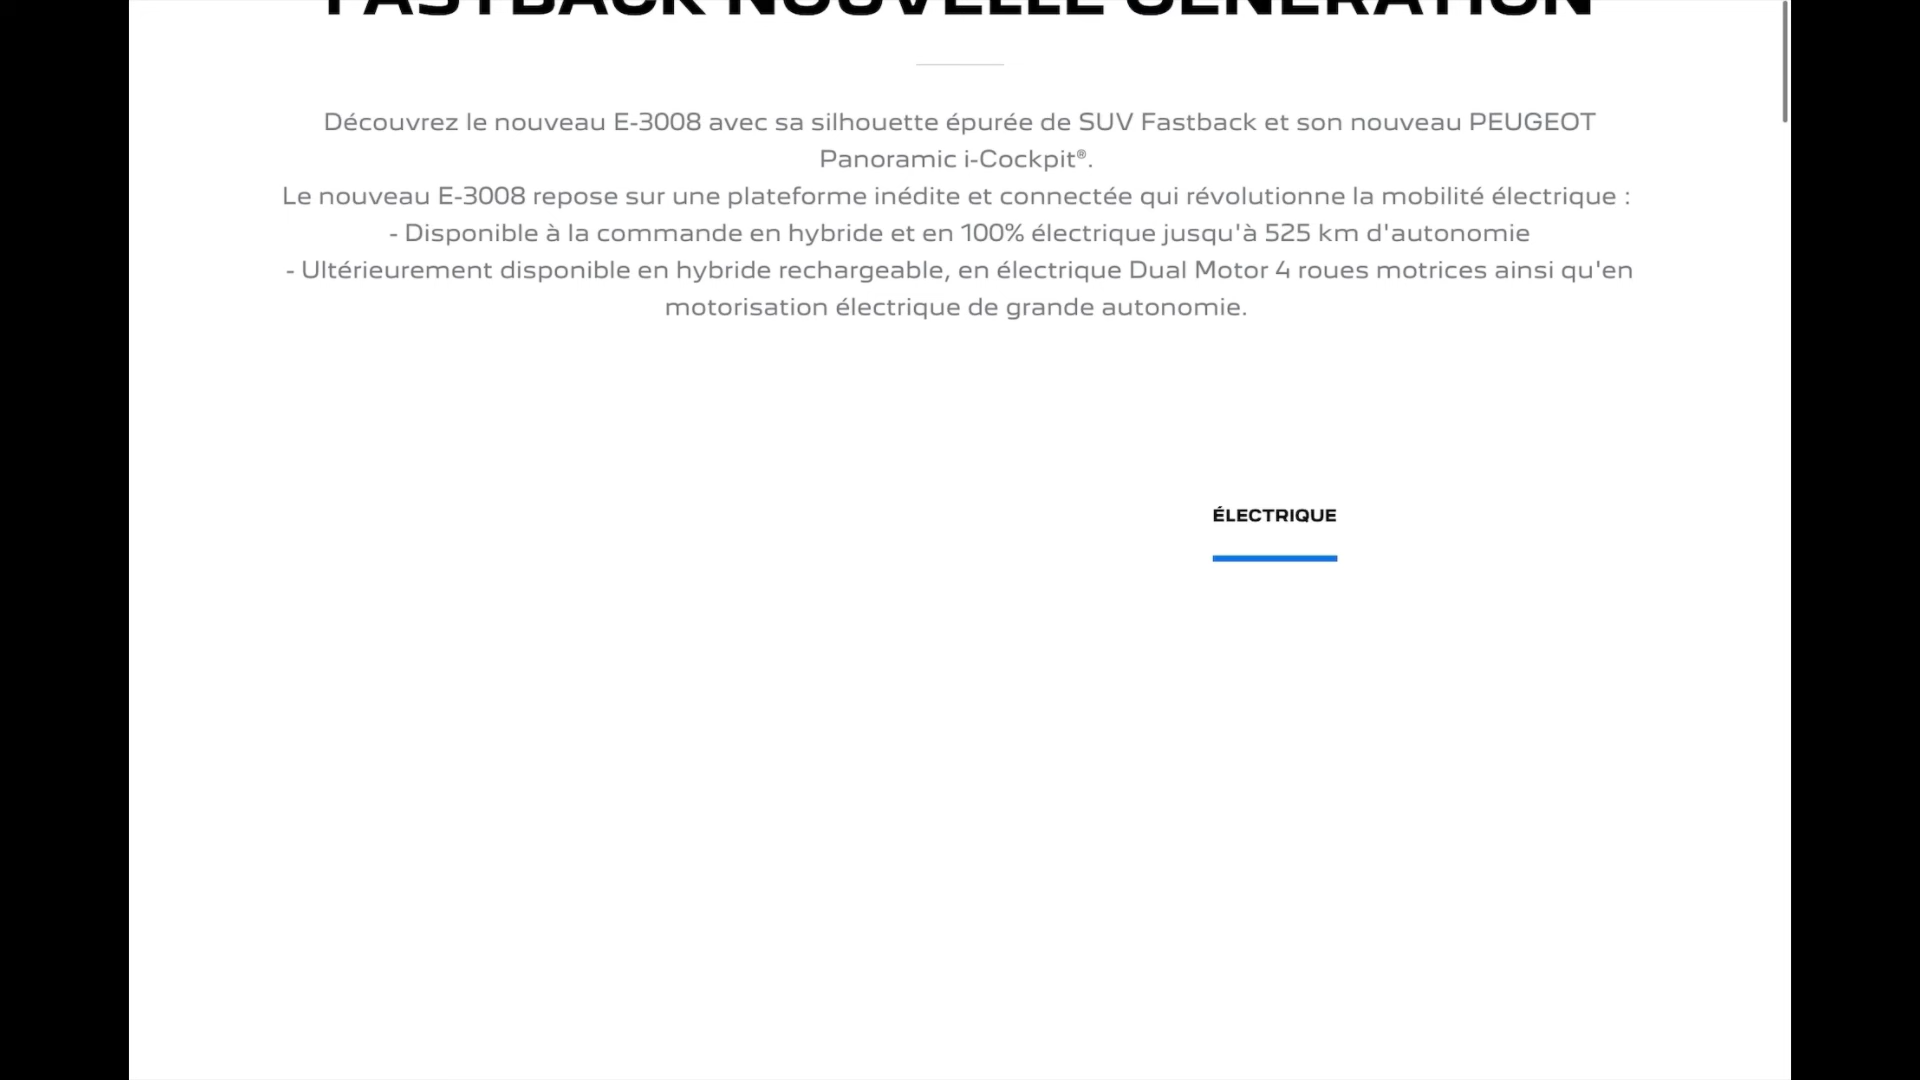 FASTBACK NOUVELLE GÉNÉRATION
Découvrez le nouveau E-3008 avec sa silhouette épurée de SUV Fastback et son nouveau PEUGEOT
Panoramic i-Cockpit®.
Le nouveau E-3008 repose sur une plateforme inédite et connectée qui révolutionne la mobilité électrique :
- Disponible à la commande en hybride et en 100% électrique jusqu'à 525 km d'autonomie
- Ultérieurement disponible en hybride rechargeable, en électrique Dual Motor 4 roues motrices ainsi qu'en
motorisation électrique de grande autonomie.
ÉLECTRIQUE